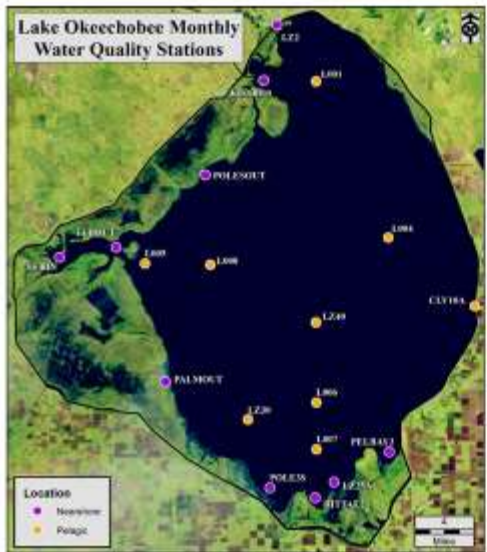 Lake Okeechobee Monthly
Water Quality Stations
LZ2
L001
POLESOUT
L004
L005
L008
CLV10A
LZ40
PALMOUT
L006
LZ30
L007
PELBAY3
POLE3S
LZ25A
Location
Nearshore
Pelagic
4
Miles